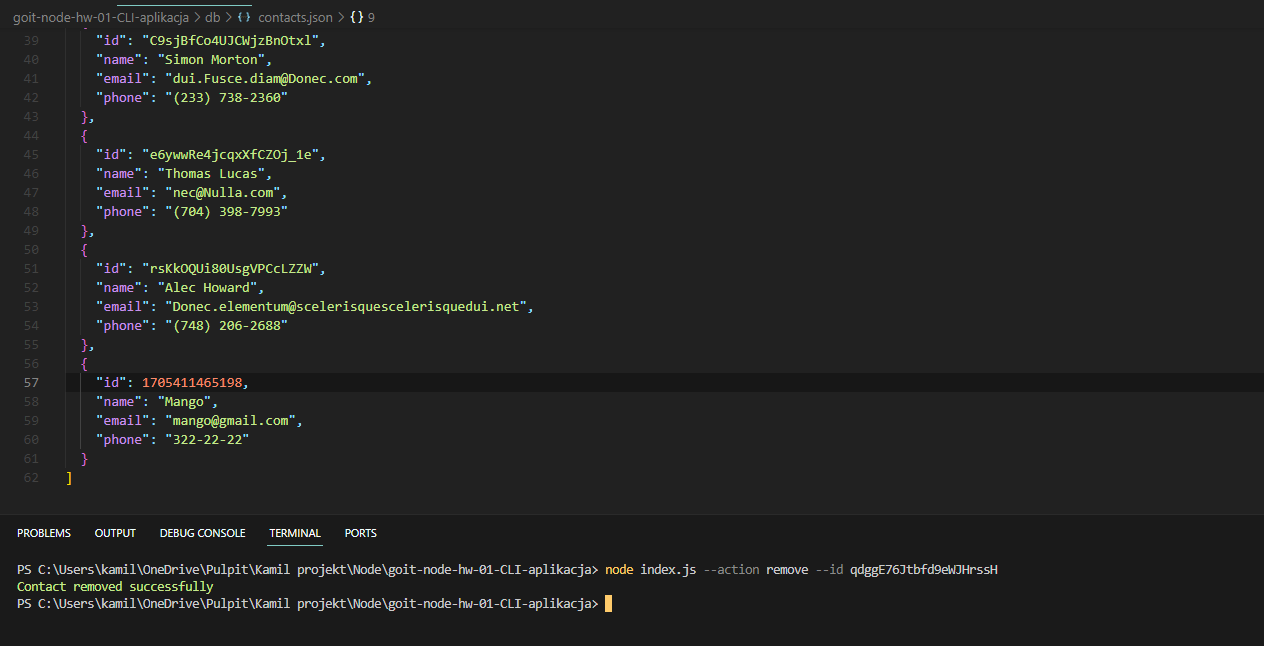 goit-node-hw-01-CLI-aplikacja > db > {} contacts.json > {} 9
39 "id": "C9sjBfCo4UJCWjzBnOtxl",
40 "name": "Simon Morton",
41 "email": "dui.Fusce.diam@Donec.com",
42 "phone": "(233) 738-2360"
43 },
44 {
45 "id": "e6ywwRe4jcqxXfCZOj_1e",
46 "name": "Thomas Lucas",
47 "email": "nec@Nulla.com",
48 "phone": "(704) 398-7993"
49 },
50 {
51 "id": "rsKkOQUi80UsgVPCcLZZW",
52 "name": "Alec Howard",
53 "email": "Donec.elementum@scelerisquescelerisquedui.net",
54 "phone": "(748) 206-2688"
55 },
56 {
57 "id": 1705411465198,
58 "name": "Mango",
59 "email": "mango@gmail.com",
60 "phone": "322-22-22"
61 }
62 ]
PROBLEMS OUTPUT DEBUG CONSOLE TERMINAL PORTS
PS C:\Users\kamil\OneDrive\Pulpit\Kamil projekt\Node\goit-node-hw-01-CLI-aplikacja> node index.js --action remove --id qdggE76Jtbfd9eWJHrssH
Contact removed successfully
PS C:\Users\kamil\OneDrive\Pulpit\Kamil projekt\Node\goit-node-hw-01-CLI-aplikacja>